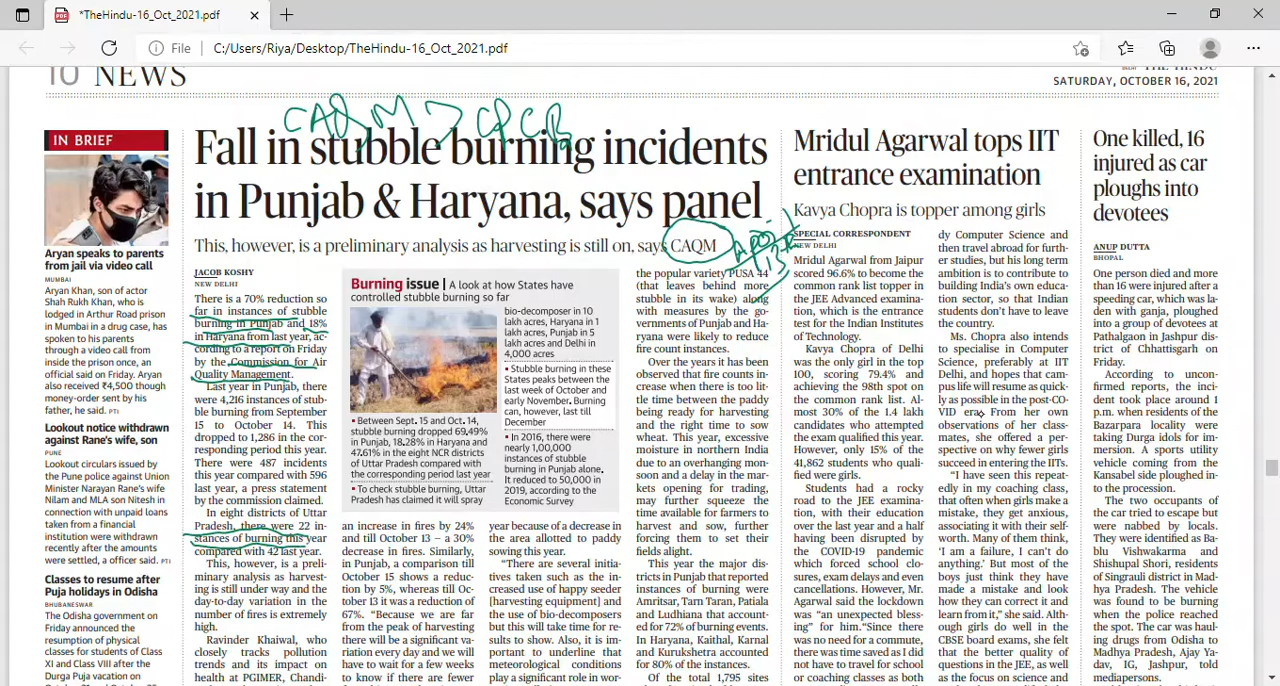 *TheHindu-16_Oct_2021.pdf
File
C:/Users/Riya/Desktop/TheHindu-16_Oct_2021.pdf
10 NEWS
THE HINDU
SATURDAY, OCTOBER 16, 2021
CAQM > CPCB
IN BRIEF
Aryan speaks to parents
from jail via video call
MUMBAI
Aryan Khan, son of actor
Shah Rukh Khan, who is
lodged in Arthur Road prison
in Mumbai in a drug case, has
spoken to his parents
through a video call from
inside the prison once, an
official said on Friday. Aryan
also received ₹4,500 though
money-order sent by his
father, he said. PTI
Lookout notice withdrawn
against Rane's wife, son
PUNE
Lookout circulars issued by
the Pune police against Union
Minister Narayan Rane's wife
Nilam and MLA son Nitesh in
connection with unpaid loans
taken from a financial
institution were withdrawn
recently after the amounts
were settled, a officer said. PTI
Classes to resume after
Puja holidays in Odisha
BHUBANESWAR
The Odisha government on
Friday announced the
resumption of physical
classes for students of Class
XI and Class VIII after the
Durga Puja vacation on
Fall in stubble burning incidents
in Punjab & Haryana, says panel
This, however, is a preliminary analysis as harvesting is still on, says CAQM
JACOB KOSHY
NEW DELHI
There is a 70% reduction so
far in instances of stubble
burning in Punjab and 18%
in Haryana from last year, ac-
cording to a report on Friday
by the Commission for Air
Quality Management.
Last year in Punjab, there
were 4,216 instances of stub-
ble burning from September
15 to October 14. This
dropped to 1,286 in the cor-
responding period this year.
There were 487 incidents
this year compared with 596
last year, a press statement
by the commission claimed.
In eight districts of Uttar
Pradesh, there were 22 in-
stances of burning this year
compared with 42 last year.
This, however, is a preli-
minary analysis as harvest-
ing is still under way and the
day-to-day variation in the
number of fires is extremely
high.
Ravinder Khaiwal, who
closely tracks pollution
trends and its impact on
health at PGIMER, Chandi-
Burning issue | A look at how States have
controlled stubble burning so far
• Between Sept. 15 and Oct. 14,
stubble burning dropped 69.49%
in Punjab, 18.28% in Haryana and
47.61% in the eight NCR districts
of Uttar Pradesh compared with
the corresponding period last year
• To check stubble burning, Uttar
Pradesh has claimed it will spray
bio-decomposer in 10
lakh acres, Haryana in 1
lakh acres, Punjab in 5
lakh acres and Delhi in
4,000 acres
• Stubble burning in these
States peaks between the
last week of October and
early November. Burning
can, however, last till
December
• In 2016, there were
nearly 1,00,000
instances of stubble
burning in Punjab alone.
It reduced to 50,000 in
2019, according to the
Economic Survey
an increase in fires by 24%
and till October 13 – a 30%
decrease in fires. Similarly,
in Punjab, a comparison till
October 15 shows a reduc-
tion by 5%, whereas till Oc-
tober 13 it was a reduction of
67%. “Because we are far
from the peak of harvesting
there will be a significant va-
riation every day and we will
have to wait for a few weeks
to know if there are fewer
year because of a decrease in
the area allotted to paddy
sowing this year.
“There are several initia-
tives taken such as the in-
creased use of happy seeder
[harvesting equipment] and
the use of bio-decomposers
but this will take time for re-
sults to show. Also, it is im-
portant to underline that
meteorological conditions
play a significant role in wor-
the popular variety PUSA 44
(that leaves behind more
stubble in its wake) along
with measures by the go-
vernments of Punjab and Ha-
ryana were likely to reduce
fire count instances.
Over the years it has been
observed that fire counts in-
crease when there is too lit-
tle time between the paddy
being ready for harvesting
and the right time to sow
wheat. This year, excessive
moisture in northern India
due to an overhanging mon-
soon and a delay in the mar-
kets opening for trading,
may further squeeze the
time available for farmers to
harvest and sow, further
forcing them to set their
fields alight.
This year the major dis-
tricts in Punjab that reported
instances of burning were
Amritsar, Tarn Taran, Patiala
and Ludhiana that account-
ed for 72% of burning events.
In Haryana, Kaithal, Karnal
and Kurukshetra accounted
for 80% of the instances.
Of the total 1,795 sites
Mridul Agarwal tops IIT
entrance examination
Kavya Chopra is topper among girls
SPECIAL CORRESPONDENT
NEW DELHI
Mridul Agarwal from Jaipur
scored 96.6% to become the
common rank list topper in
the JEE Advanced examina-
tion, which is the entrance
test for the Indian Institutes
of Technology.
Kavya Chopra of Delhi
was the only girl in the top
100, scoring 79.4% and
achieving the 98th spot on
the common rank list. Al-
most 30% of the 1.4 lakh
candidates who attempted
the exam qualified this year.
However, only 15% of the
41,862 students who quali-
fied were girls.
Students had a rocky
road to the JEE examina-
tion, with their education
over the last year and a half
having been disrupted by
the COVID-19 pandemic
which forced school clo-
sures, exam delays and even
cancellations. However, Mr.
Agarwal said the lockdown
was “an unexpected bless-
ing” for him.“Since there
was no need for a commute,
there was time saved as I did
not have to travel for school
or coaching classes as both
dy Computer Science and
then travel abroad for furth-
er studies, but his long term
ambition is to contribute to
building India's own educa-
tion sector, so that Indian
students don't have to leave
the country.
Ms. Chopra also intends
to specialise in Computer
Science, preferably at IIT
Delhi, and hopes that cam-
pus life will resume as quick-
ly as possible in the post-CO-
VID era. From her own
observations of her class-
mates, she offered a per-
spective on why fewer girls
succeed in entering the IITs.
“I have seen this repeat-
edly in my coaching class,
that often when girls make a
mistake, they get anxious,
associating it with their self-
worth. Many of them think,
‘I am a failure, I can't do
anything.’ But most of the
boys just think they have
made a mistake and look
how they can correct it and
learn from it,” she said. Alth-
ough girls do well in the
CBSE board exams, she felt
that the better quality of
questions in the JEE, as well
as the focus on science and
One killed, 16
injured as car
ploughs into
devotees
ANUP DUTTA
BHOPAL
One person died and more
than 16 were injured after a
speeding car, which was la-
den with ganja, ploughed
into a group of devotees at
Pathalgaon in Jashpur dis-
trict of Chhattisgarh on
Friday.
According to uncon-
firmed reports, the inci-
dent took place around 1
p.m. when residents of the
Bazarpara locality were
taking Durga idols for im-
mersion. A sports utility
vehicle coming from the
Kansabel side ploughed in-
to the procession.
The two occupants of
the car tried to escape but
were nabbed by locals.
They were identified as Ba-
blu Vishwakarma and
Shishupal Shori, residents
of Singrauli district in Mad-
hya Pradesh. The vehicle
was found to be burning
when the police reached
the spot. The car was hau-
ling drugs from Odisha to
Madhya Pradesh, Ajay Ya-
dav, IG, Jashpur, told
mediapersons.